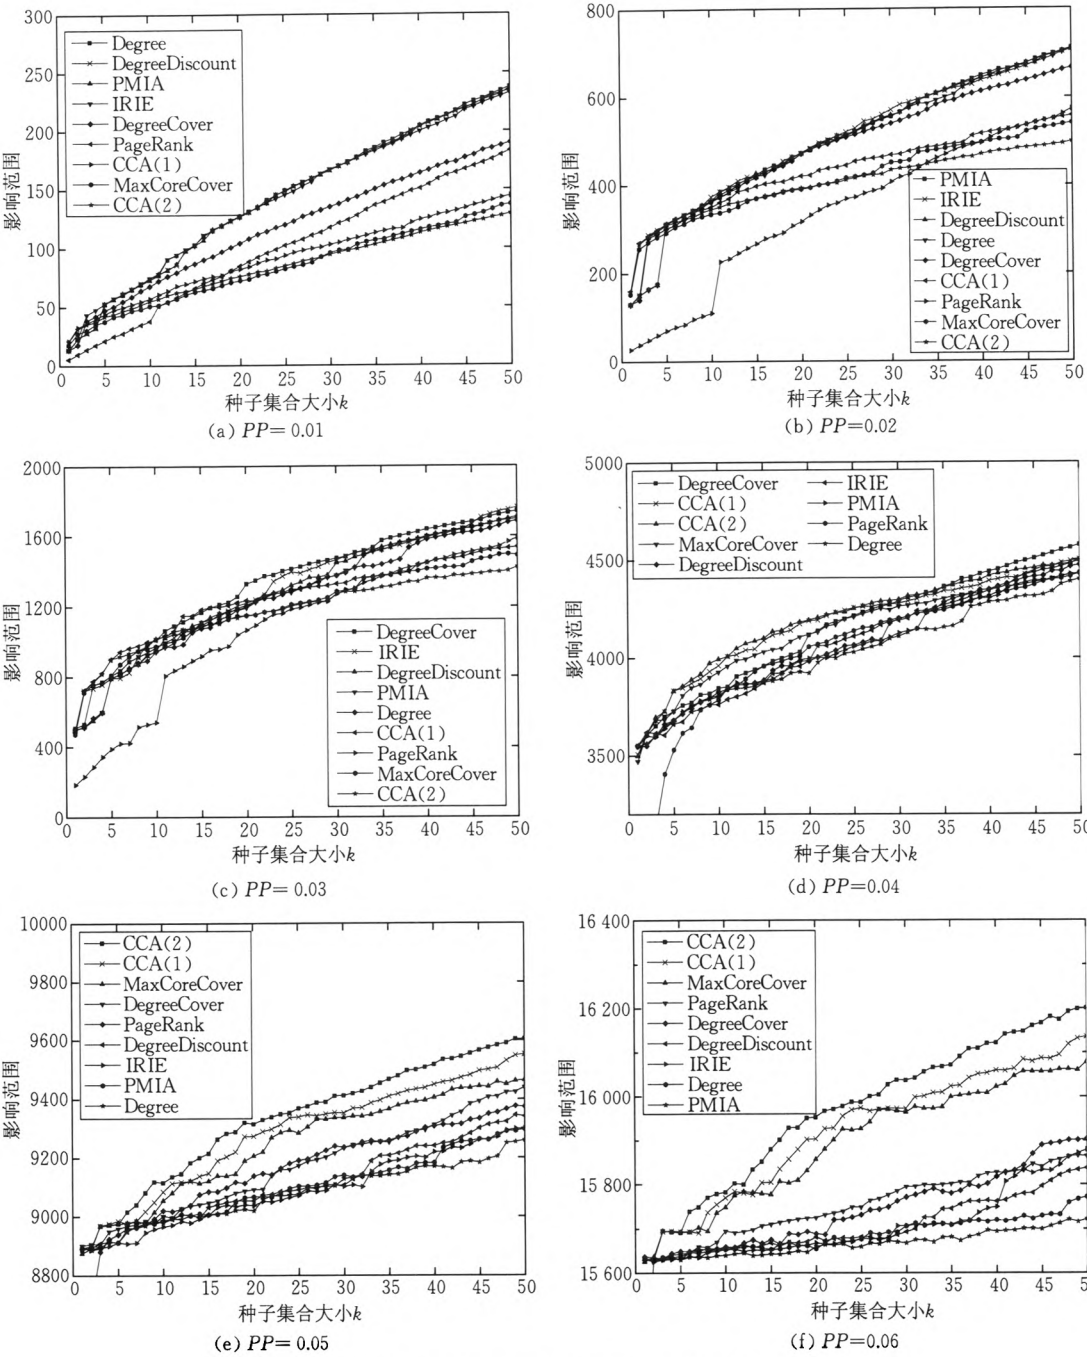 300
250
200
150
100
50
0
影响范围
Degree
DegreeDiscount
PMIA
IRIE
DegreeCover
PageRank
CCA(1)
MaxCoreCover
CCA(2)
0 5 10 15 20 25 30 35 40 45 50
种子集合大小k
(a) PP= 0.01
800
600
400
200
0
影响范围
PMIA
IRIE
DegreeDiscount
Degree
DegreeCover
CCA(1)
PageRank
MaxCoreCover
CCA(2)
0 5 10 15 20 25 30 35 40 45 50
种子集合大小k
(b) PP=0.02
2000
1600
1200
800
400
0
影响范围
DegreeCover
IRIE
DegreeDiscount
PMIA
Degree
CCA(1)
PageRank
MaxCoreCover
CCA(2)
0 5 10 15 20 25 30 35 40 45 50
种子集合大小k
(c) PP= 0.03
5000
4500
4000
3500
影响范围
DegreeCover IRIE
CCA(1) PMIA
CCA(2) PageRank
MaxCoreCover Degree
DegreeDiscount
0 5 10 15 20 25 30 35 40 45 50
种子集合大小k
(d) PP=0.04
10000
9800
9600
9400
9200
9000
8800
影响范围
CCA(2)
CCA(1)
MaxCoreCover
DegreeCover
PageRank
DegreeDiscount
IRIE
PMIA
Degree
0 5 10 15 20 25 30 35 40 45 50
种子集合大小k
(e) PP= 0.05
16 400
16 200
16 000
15 800
15 600
影响范围
CCA(2)
CCA(1)
MaxCoreCover
PageRank
DegreeCover
DegreeDiscount
IRIE
Degree
PMIA
0 5 10 15 20 25 30 35 40 45
种子集合大小k
(f) PP=0.06